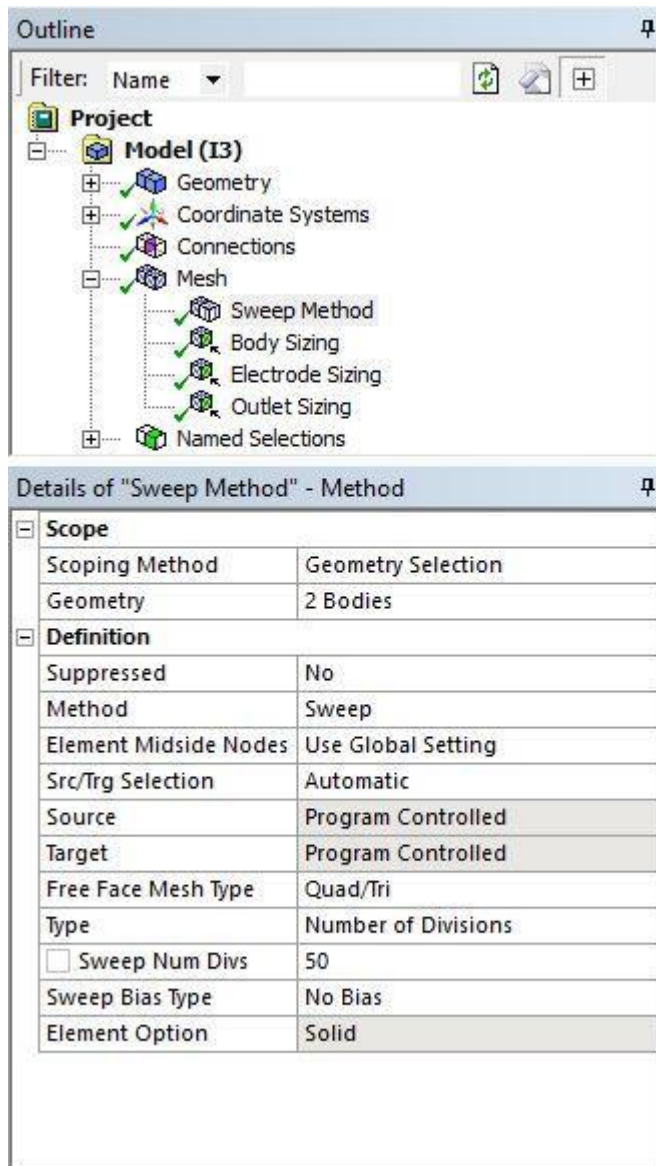 Outline
Filter: Name
Project
Model (I3)
Geometry
Coordinate Systems
Connections
Mesh
Sweep Method
Body Sizing
Electrode Sizing
Outlet Sizing
Named Selections
Details of "Sweep Method" - Method
Scope
Scoping Method Geometry Selection
Geometry 2 Bodies
Definition
Suppressed No
Method Sweep
Element Midside Nodes Use Global Setting
Src/Trg Selection Automatic
Source Program Controlled
Target Program Controlled
Free Face Mesh Type Quad/Tri
Type Number of Divisions
Sweep Num Divs 50
Sweep Bias Type No Bias
Element Option Solid